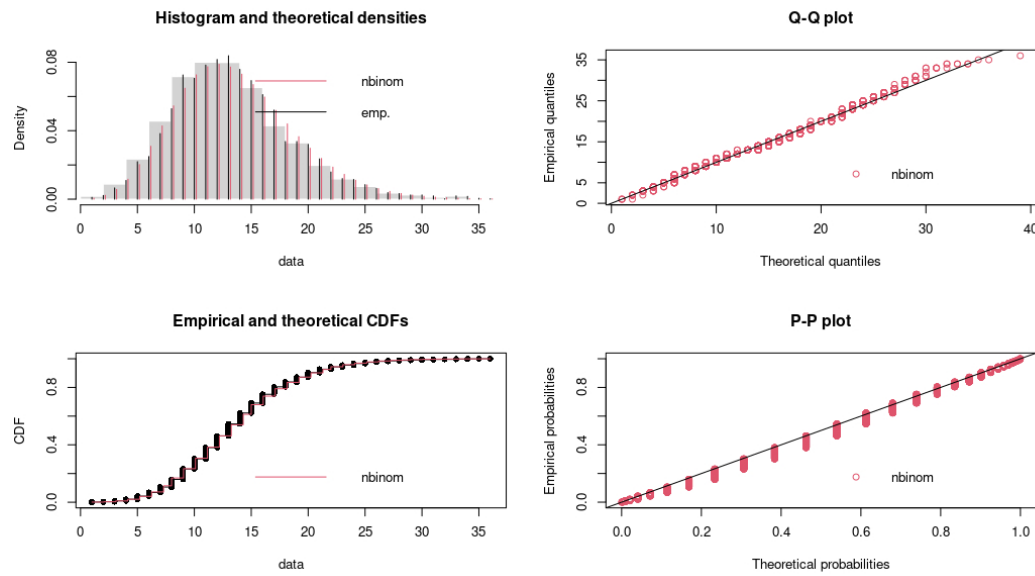 Histogram and theoretical densities
Density
0.00
0.04
0.08
nbinom
emp.
0 5 10 15 20 25 30 35
data
Q-Q plot
Empirical quantiles
0 5 15 25 35
nbinom
0 10 20 30 40
Theoretical quantiles
Empirical and theoretical CDFs
CDF
0.0 0.4 0.8
nbinom
0 5 10 15 20 25 30 35
data
P-P plot
Empirical probabilities
0.0 0.4 0.8
nbinom
0.0 0.2 0.4 0.6 0.8 1.0
Theoretical probabilities